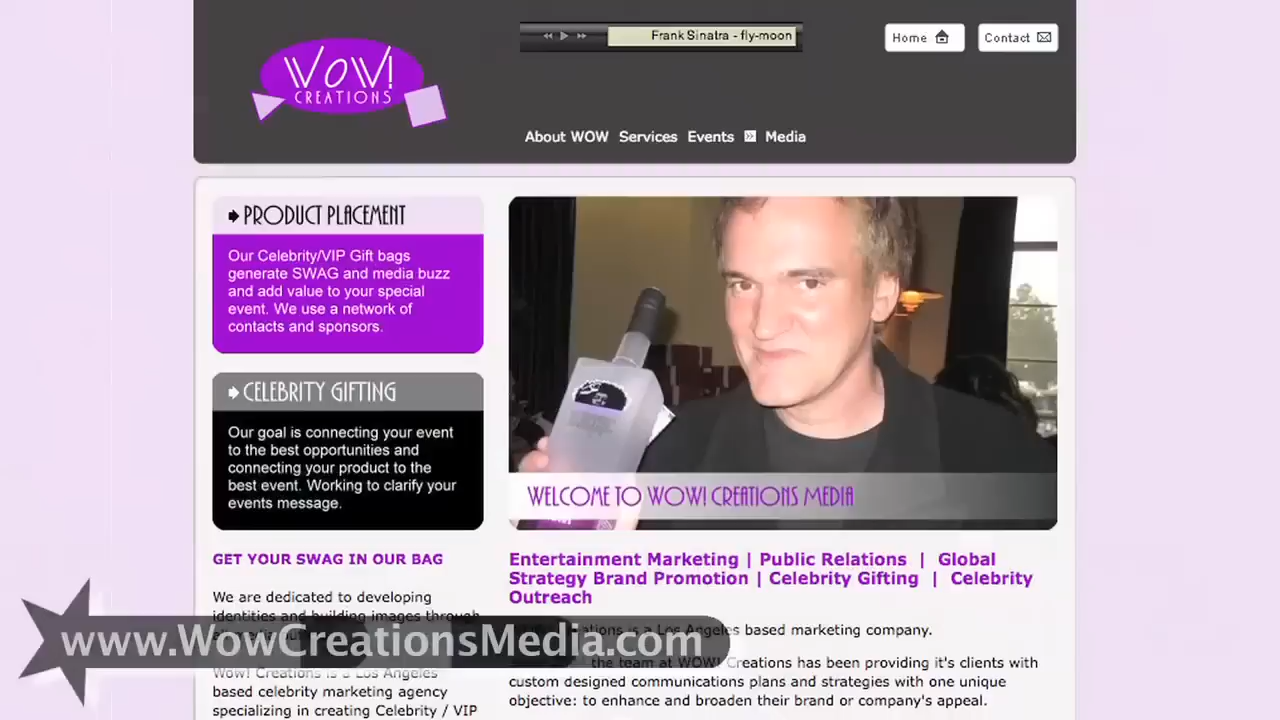 Frank Sinatra - fly-moon
Home
Contact
WOW!
CREATIONS
About WOW Services Events Media
PRODUCT PLACEMENT
Our Celebrity/VIP Gift bags
generate SWAG and media buzz
and add value to your special
event. We use a network of
contacts and sponsors.
CELEBRITY GIFTING
Our goal is connecting your event
to the best opportunities and
connecting your product to the
best event. Working to clarify your
events message.
WELCOME TO WOW! CREATIONS MEDIA
GET YOUR SWAG IN OUR BAG
We are dedicated to developing
identities and building images through
Wow! Creations is a Los Angeles
based celebrity marketing agency
specializing in creating Celebrity / VIP
Entertainment Marketing | Public Relations | Global
Strategy Brand Promotion | Celebrity Gifting | Celebrity
Outreach
is a Los Angeles based marketing company.
the team at WOW! Creations has been providing it's clients with
custom designed communications plans and strategies with one unique
objective: to enhance and broaden their brand or company's appeal.
www.WowCreationsMedia.com